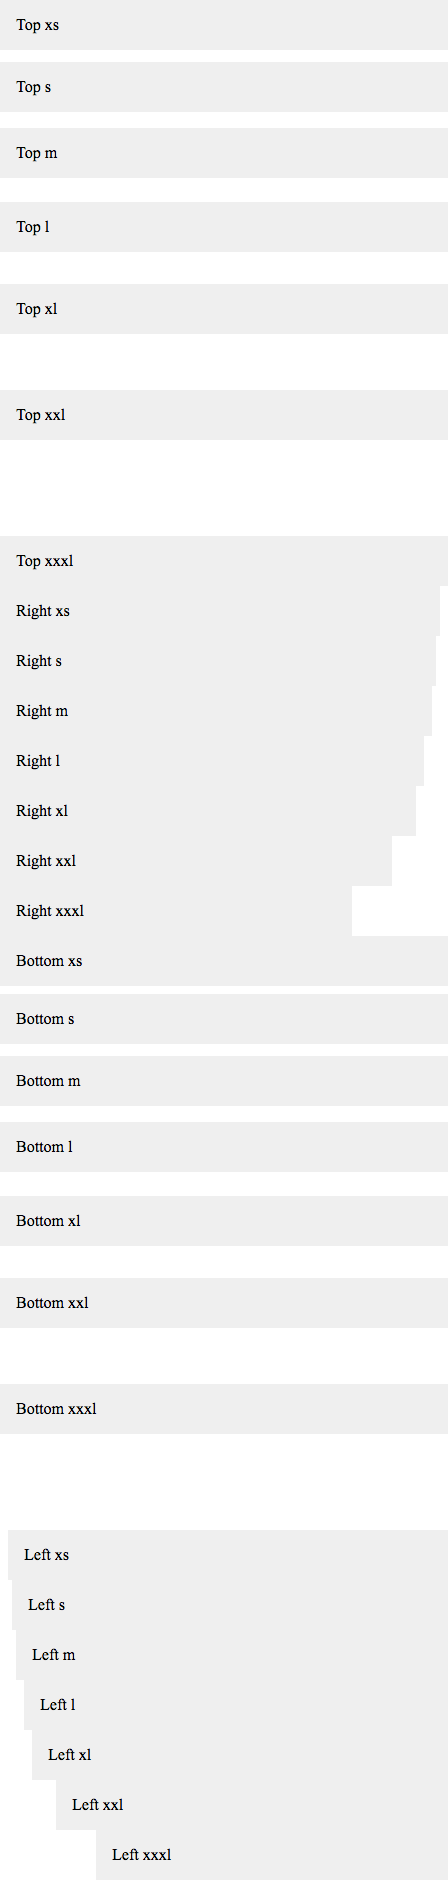 Top xs
Top s
Top m
Top l
Top xl
Top xxl
Top xxxl
Right xs
Right s
Right m
Right l
Right xl
Right xxl
Right xxxl
Bottom xs
Bottom s
Bottom m
Bottom l
Bottom xl
Bottom xxl
Bottom xxxl
Left xs
Left s
Left m
Left l
Left xl
Left xxl
Left xxxl